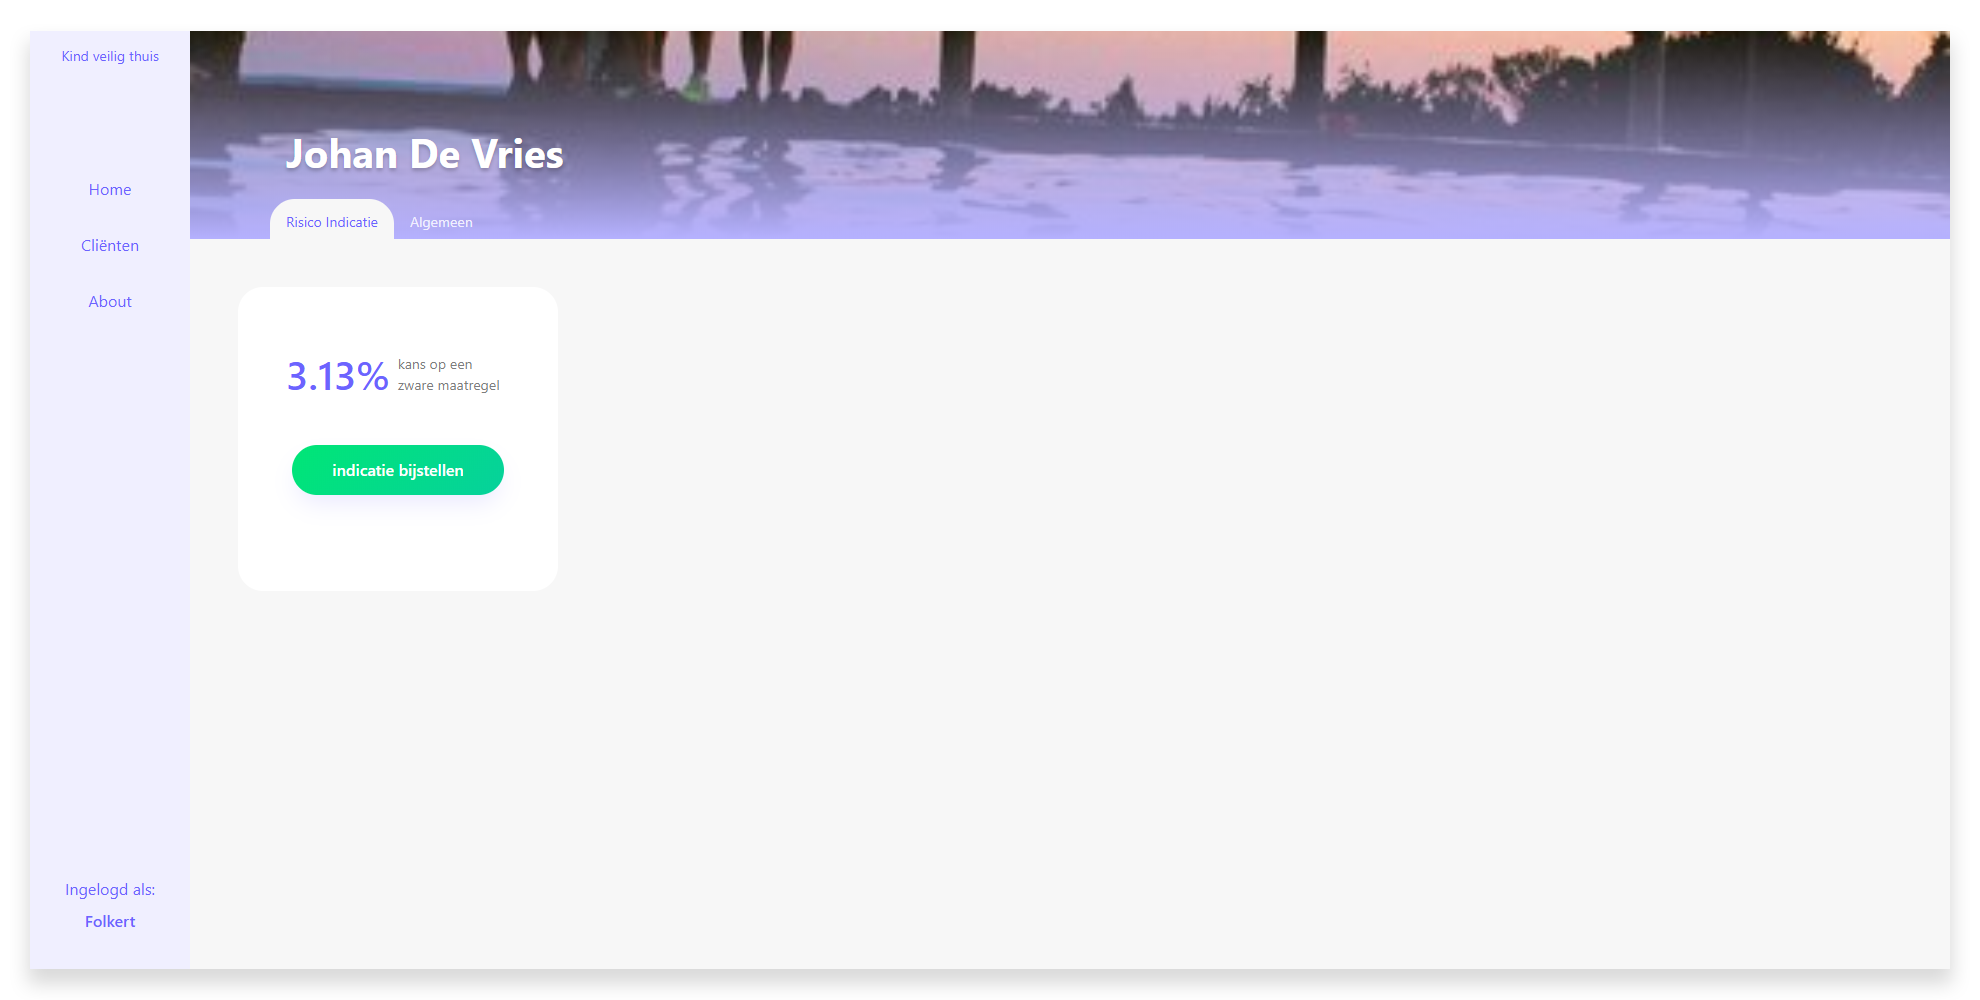 Kind veilig thuis
Home
Cliënten
About
Ingelogd als:
Folkert
Johan De Vries
Risico Indicatie
Algemeen
3.13%
kans op een
zware maatregel
indicatie bijstellen